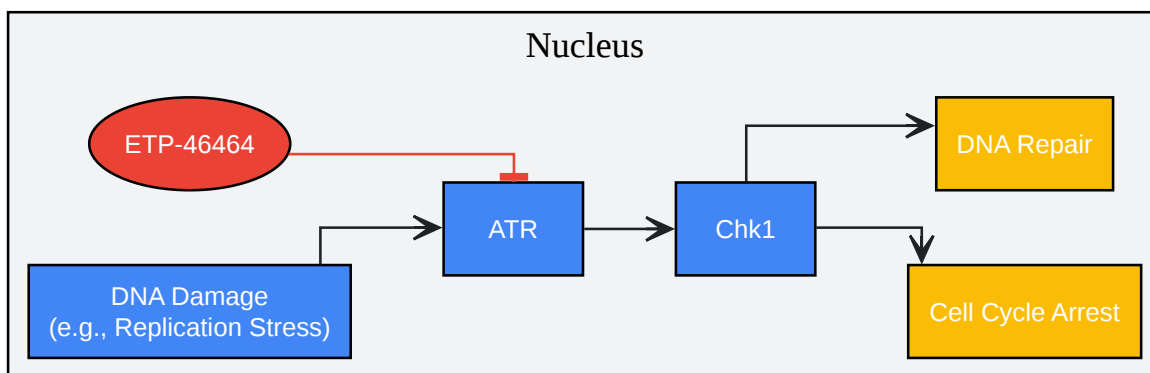 Nucleus
ETP-46464
DNA Repair
ATR
Chk1
DNA Damage
(e.g., Replication Stress)
Cell Cycle Arrest